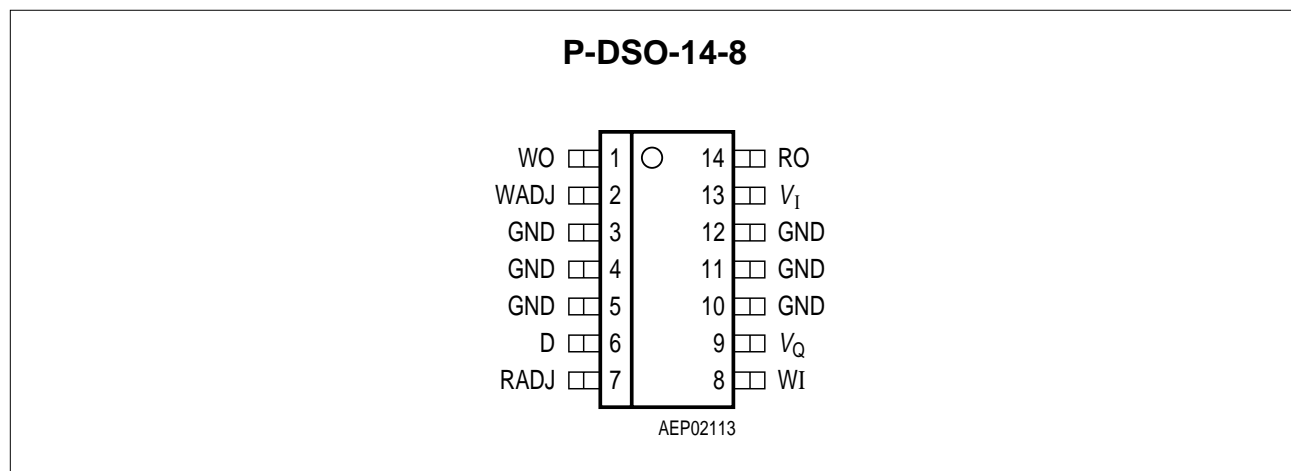 P-DSO-14-8
WO 1 14 RO
WADJ 2 13 VI
GND 3 12 GND
GND 4 11 GND
GND 5 10 GND
D 6 9 VQ
RADJ 7 8 WI
AEP02113